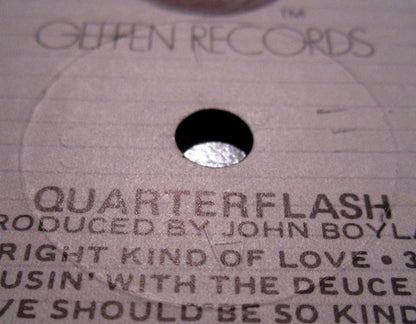 GEFFEN RECORDS™
QUARTERFLASH
RODUCED BY JOHN BOYLA
RIGHT KIND OF LOVE • 3
USIN' WITH THE DEUCE
VE SHOULD BE SO KIND